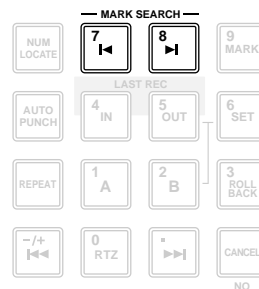 MARK SEARCH
NUM LOCATE
7
8
9 MARK
LAST REC
AUTO PUNCH
4 IN
5 OUT
6 SET
REPEAT
1 A
2 B
3 ROLL BACK
−/+
0 RTZ
.
CANCEL
NO